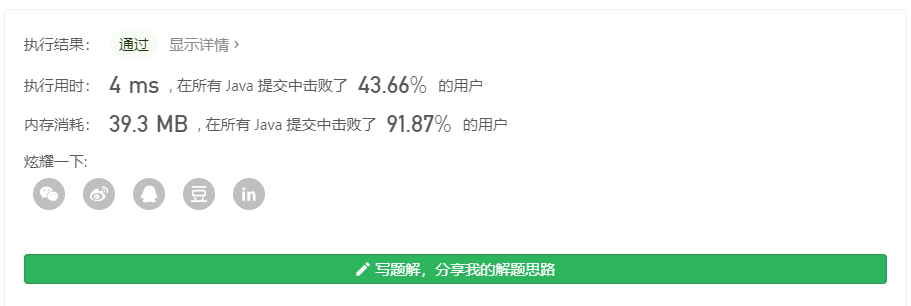 执行结果： 通过 显示详情 >
执行用时： 4 ms , 在所有 Java 提交中击败了 43.66% 的用户
内存消耗： 39.3 MB , 在所有 Java 提交中击败了 91.87% 的用户
炫耀一下:
豆 in
写题解，分享我的解题思路